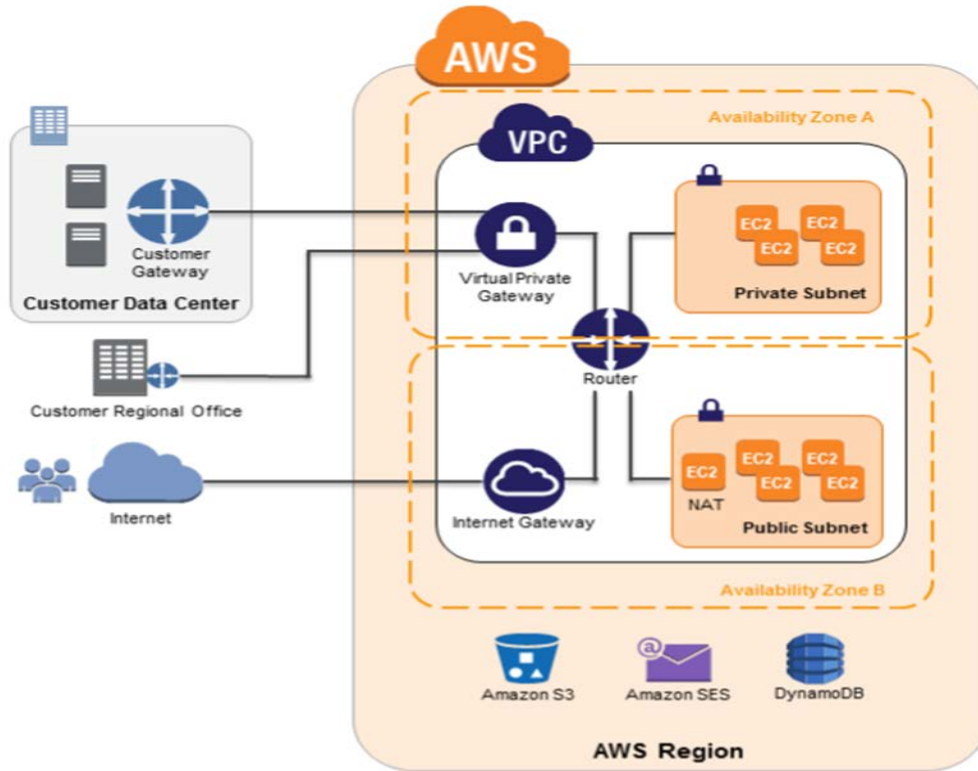 AWS
Availability Zone A
VPC
EC2
EC2
EC2
EC2
Private Subnet
Customer
Gateway
Customer Data Center
Virtual Private
Gateway
Router
Customer Regional Office
EC2
EC2
EC2
EC2
EC2
NAT
Public Subnet
Internet
Internet Gateway
Availability Zone B
@
Amazon S3
Amazon SES
DynamoDB
AWS Region